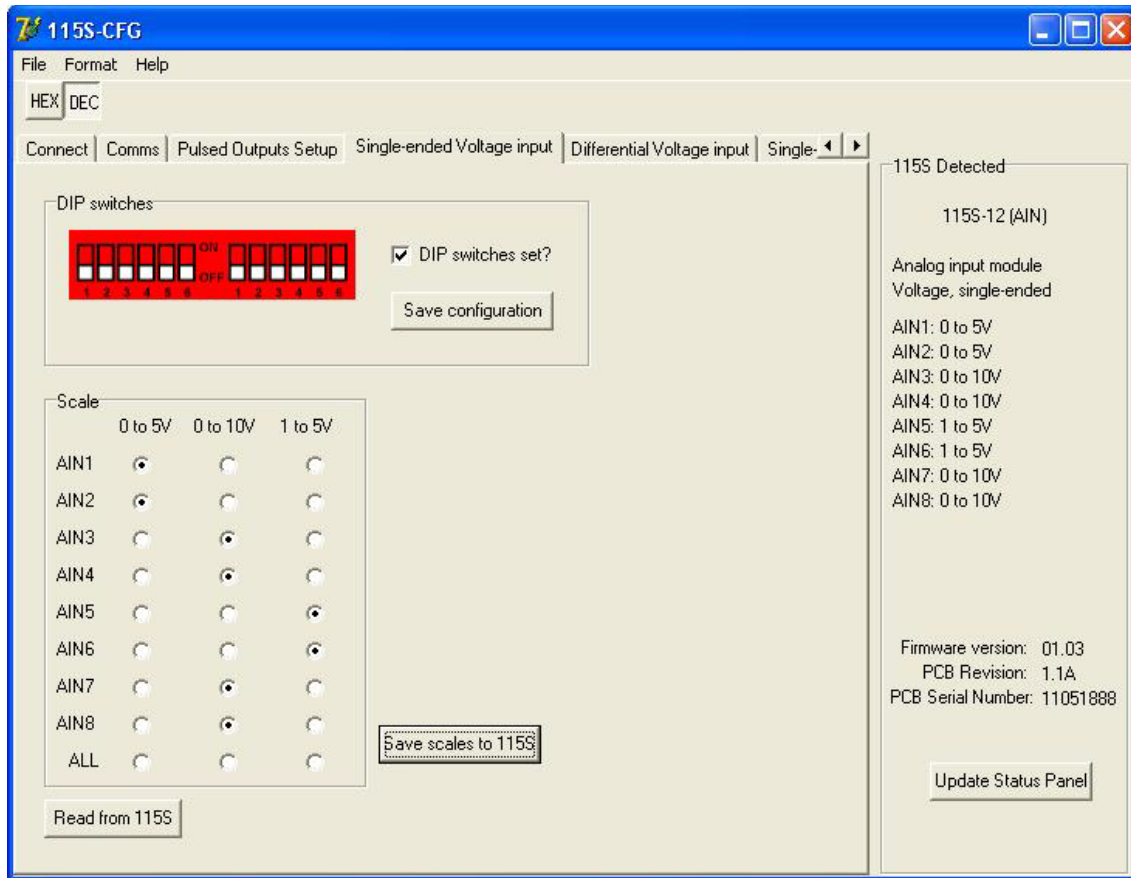 115S-CFG
File Format Help
HEX DEC
Connect Comms Pulsed Outputs Setup Single-ended Voltage input Differential Voltage input Single-
DIP switches
ON
OFF
1 2 3 4 5 6 1 2 3 4 5 6
DIP switches set?
Save configuration
Scale
0 to 5V 0 to 10V 1 to 5V
AIN1
AIN2
AIN3
AIN4
AIN5
AIN6
AIN7
AIN8
ALL
Save scales to 115S
Read from 115S
115S Detected
115S-12 (AIN)
Analog input module
Voltage, single-ended
AIN1: 0 to 5V
AIN2: 0 to 5V
AIN3: 0 to 10V
AIN4: 0 to 10V
AIN5: 1 to 5V
AIN6: 1 to 5V
AIN7: 0 to 10V
AIN8: 0 to 10V
Firmware version: 01.03
PCB Revision: 1.1A
PCB Serial Number: 11051888
Update Status Panel